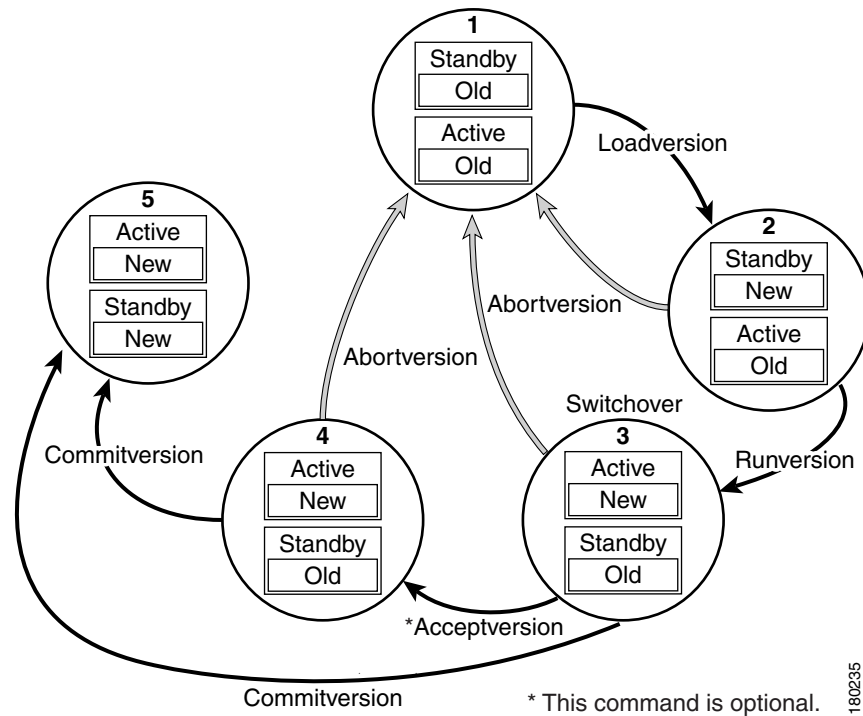 1
Standby
Old
Active
Old
Loadversion
2
Standby
New
Active
Old
5
Active
New
Standby
New
Abortversion
Abortversion
Switchover
3
Active
New
Standby
Old
Runversion
4
Active
New
Standby
Old
Commitversion
*Acceptversion
Commitversion
* This command is optional.
180235